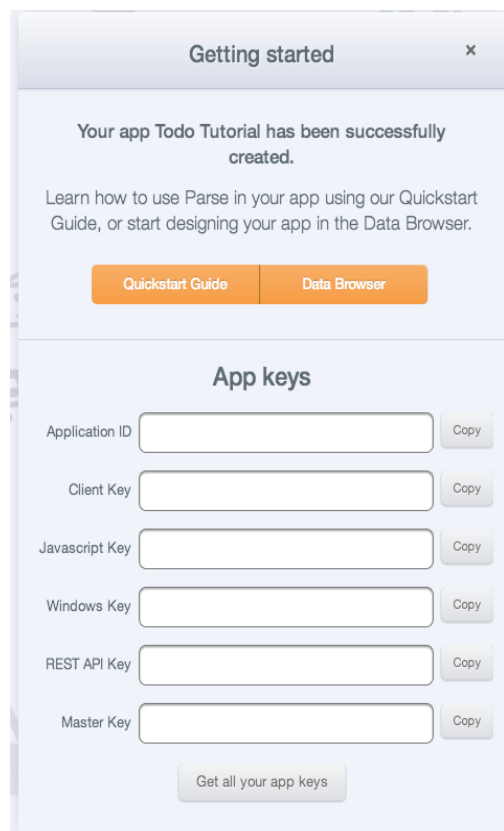 Getting started ×
Your app Todo Tutorial has been successfully
created.
Learn how to use Parse in your app using our Quickstart
Guide, or start designing your app in the Data Browser.
Quickstart Guide Data Browser
App keys
Application ID Copy
Client Key Copy
Javascript Key Copy
Windows Key Copy
REST API Key Copy
Master Key Copy
Get all your app keys